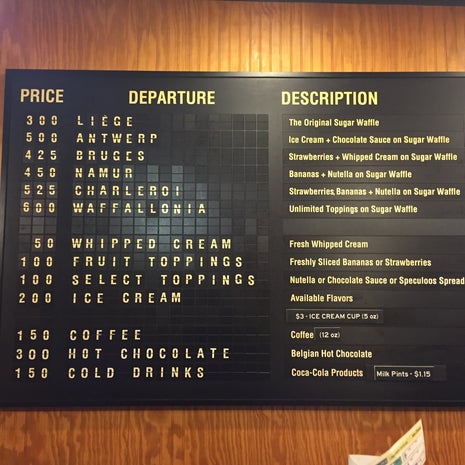 PRICE DEPARTURE DESCRIPTION
300 LIÈGE The Original Sugar Waffle
500 ANTWERP Ice Cream + Chocolate Sauce on Sugar Waffle
425 BRUGES Strawberries + Whipped Cream on Sugar Waffle
450 NAMUR Bananas + Nutella on Sugar Waffle
525 CHARLEROI Strawberries, Bananas + Nutella on Sugar Waffle
600 WAFFALLONIA Unlimited Toppings on Sugar Waffle
50 WHIPPED CREAM Fresh Whipped Cream
100 FRUIT TOPPINGS Freshly Sliced Bananas or Strawberries
100 SELECT TOPPINGS Nutella or Chocolate Sauce or Speculoos Spread
200 ICE CREAM Available Flavors
$3 - ICE CREAM CUP (5 oz)
150 COFFEE Coffee (12 oz)
300 HOT CHOCOLATE Belgian Hot Chocolate
150 COLD DRINKS Coca-Cola Products Milk Pints - $1.15